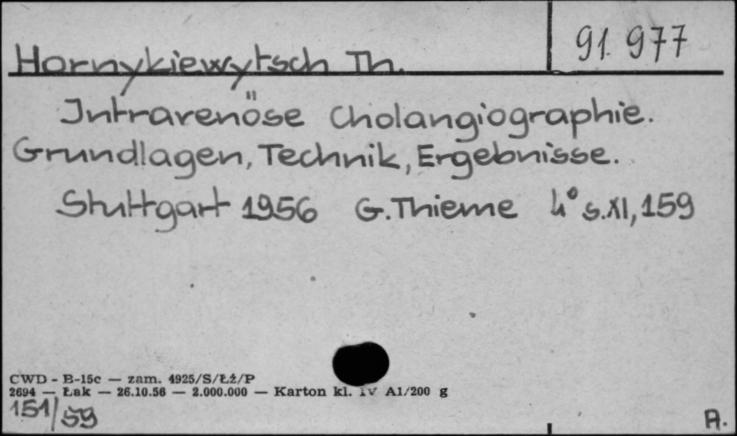 Hornykiewytsch Th.
91.977
Intravenöse Cholangiographie.
Grundlagen, Technik, Ergebnisse.
Stuttgart 1956 G. Thieme 4° s. XI, 159
CWD - B-15c — zam. 4925/S/Łż/P
2694 — Łak — 26.10.56 — 2.000.000 — Karton kl. IV A1/200 g
151/59
A.